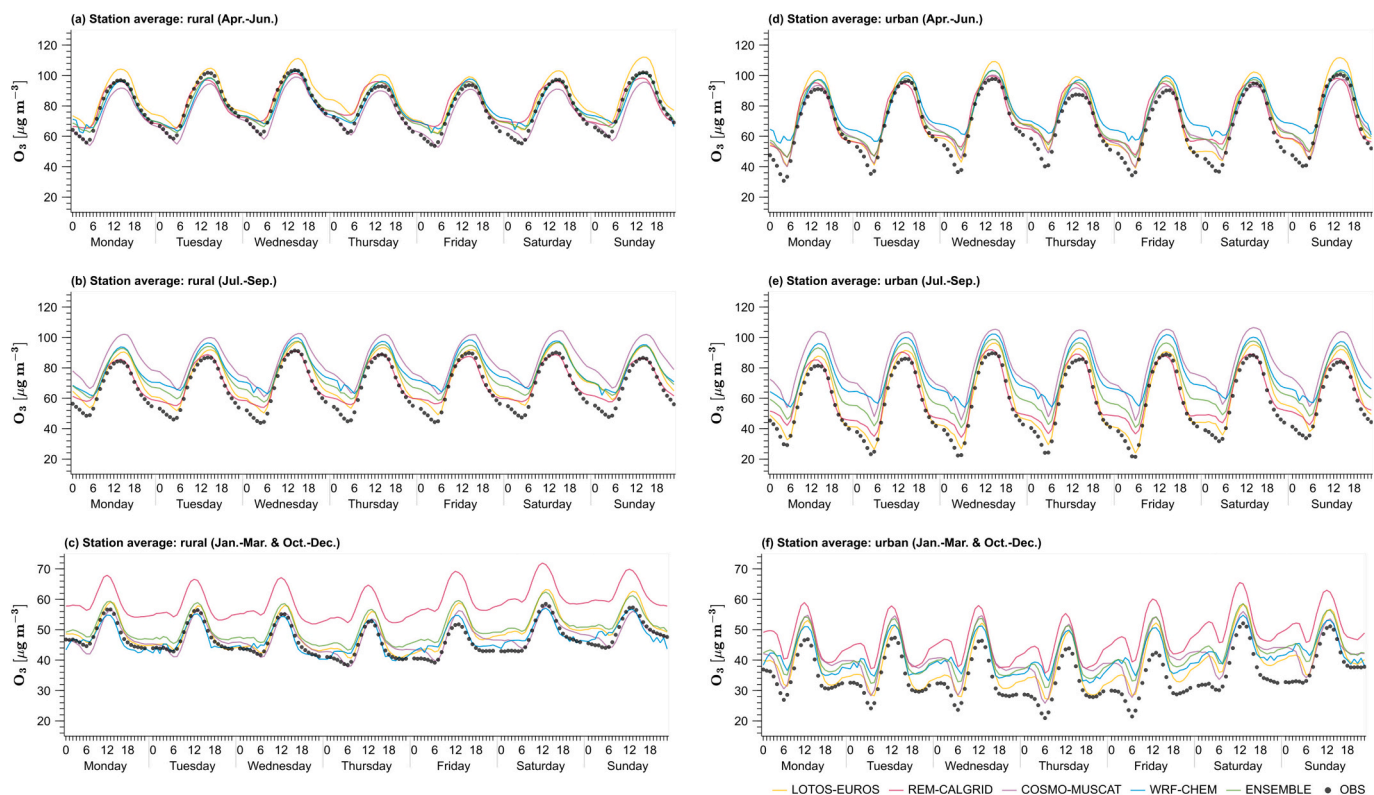 (a) Station average: rural (Apr.-Jun.)
O3 [µg m−3]
120
100
80
60
40
20
0 6 12 18 0 6 12 18 0 6 12 18 0 6 12 18 0 6 12 18 0 6 12 18 0 6 12 18
Monday Tuesday Wednesday Thursday Friday Saturday Sunday
(b) Station average: rural (Jul.-Sep.)
O3 [µg m−3]
120
100
80
60
40
20
0 6 12 18 0 6 12 18 0 6 12 18 0 6 12 18 0 6 12 18 0 6 12 18 0 6 12 18
Monday Tuesday Wednesday Thursday Friday Saturday Sunday
(c) Station average: rural (Jan.-Mar. & Oct.-Dec.)
O3 [µg m−3]
70
60
50
40
30
20
0 6 12 18 0 6 12 18 0 6 12 18 0 6 12 18 0 6 12 18 0 6 12 18 0 6 12 18
Monday Tuesday Wednesday Thursday Friday Saturday Sunday
(d) Station average: urban (Apr.-Jun.)
O3 [µg m−3]
120
100
80
60
40
20
0 6 12 18 0 6 12 18 0 6 12 18 0 6 12 18 0 6 12 18 0 6 12 18 0 6 12 18
Monday Tuesday Wednesday Thursday Friday Saturday Sunday
(e) Station average: urban (Jul.-Sep.)
O3 [µg m−3]
120
100
80
60
40
20
0 6 12 18 0 6 12 18 0 6 12 18 0 6 12 18 0 6 12 18 0 6 12 18 0 6 12 18
Monday Tuesday Wednesday Thursday Friday Saturday Sunday
(f) Station average: urban (Jan.-Mar. & Oct.-Dec.)
O3 [µg m−3]
70
60
50
40
30
20
0 6 12 18 0 6 12 18 0 6 12 18 0 6 12 18 0 6 12 18 0 6 12 18 0 6 12 18
Monday Tuesday Wednesday Thursday Friday Saturday Sunday
LOTOS-EUROS REM-CALGRID COSMO-MUSCAT WRF-CHEM ENSEMBLE OBS